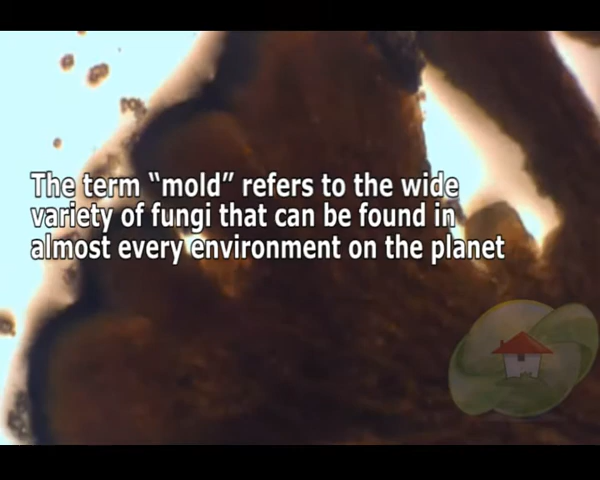 The term “mold” refers to the wide
variety of fungi that can be found in
almost every environment on the planet